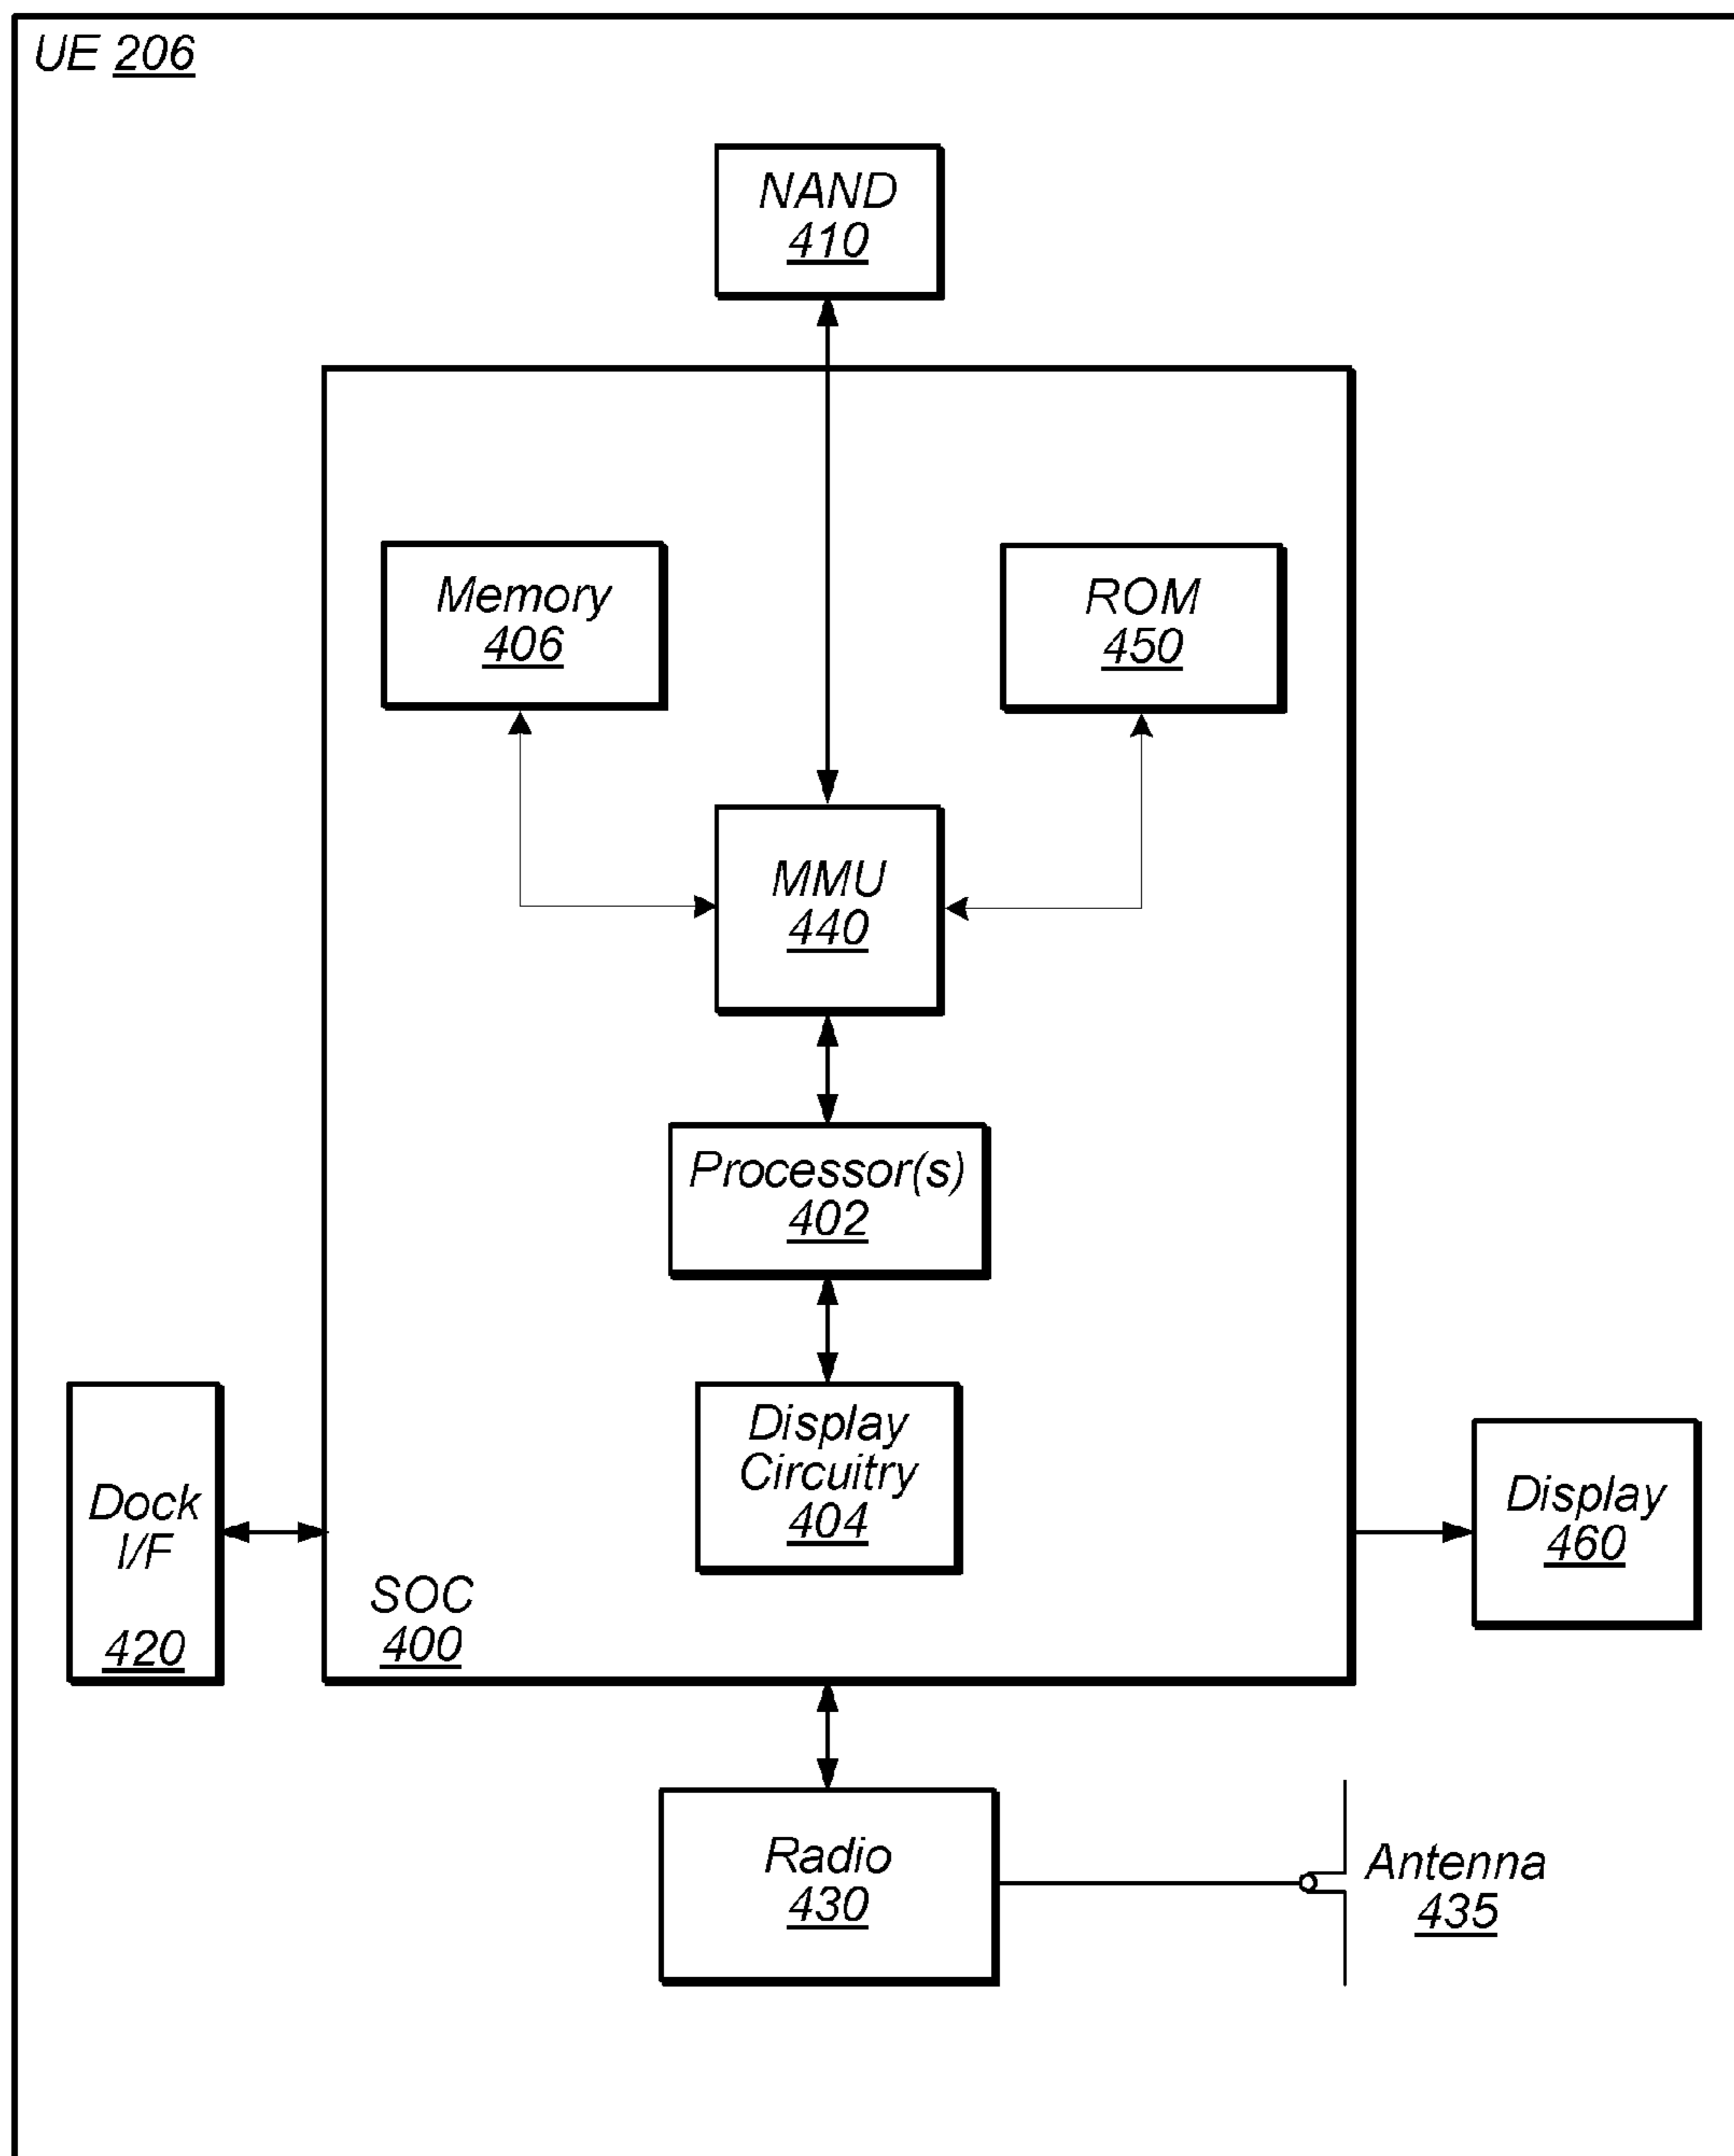 UE 206
NAND
410
Memory
406
ROM
450
MMU
440
Processor(s)
402
Display
Circuitry
404
Dock
I/F
420
SOC
400
Display
460
Radio
430
Antenna
435